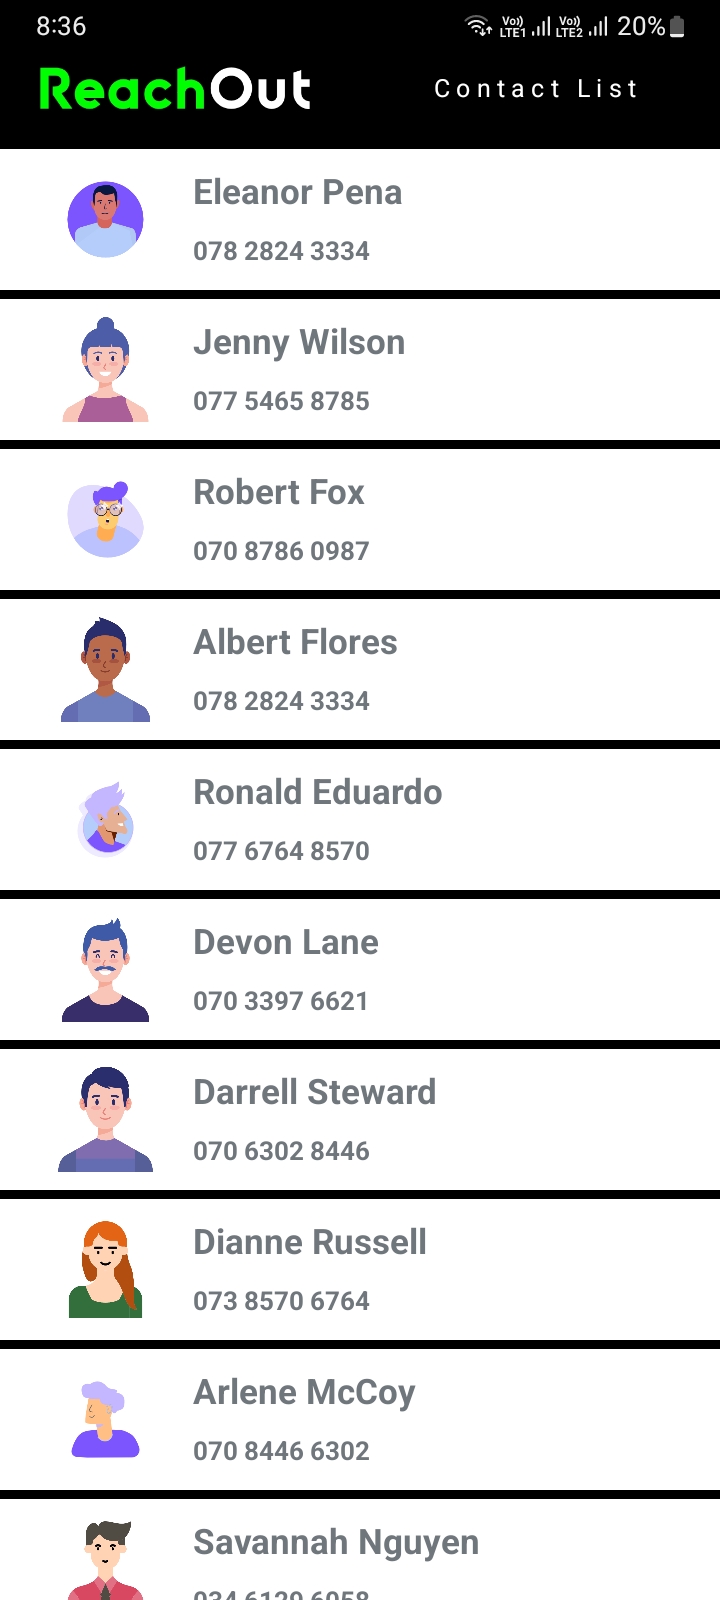 8:36 Vo)) LTE1 Vo)) LTE2 20%
ReachOut Contact List
Eleanor Pena
078 2824 3334
Jenny Wilson
077 5465 8785
Robert Fox
070 8786 0987
Albert Flores
078 2824 3334
Ronald Eduardo
077 6764 8570
Devon Lane
070 3397 6621
Darrell Steward
070 6302 8446
Dianne Russell
073 8570 6764
Arlene McCoy
070 8446 6302
Savannah Nguyen
034 6129 6058